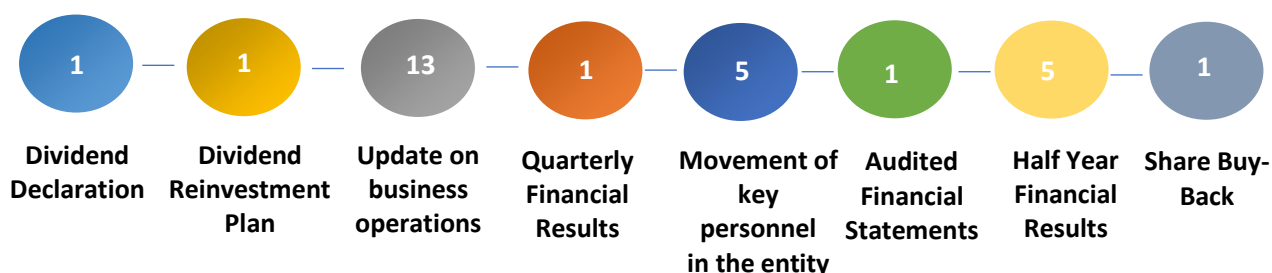 1
1
13
1
5
1
5
1
Dividend
Declaration
Dividend
Reinvestment
Plan
Update on
business
operations
Quarterly
Financial
Results
Movement of
key
personnel
in the entity
Audited
Financial
Statements
Half Year
Financial
Results
Share Buy-
Back